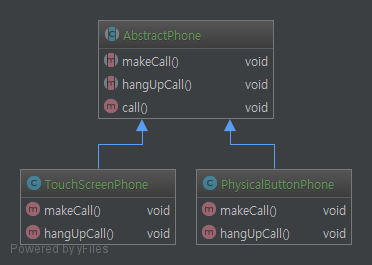 AbstractPhone
makeCall() void
hangUpCall() void
call() void
TouchScreenPhone
makeCall() void
hangUpCall() void
PhysicalButtonPhone
makeCall() void
hangUpCall() void
Powered by yFiles